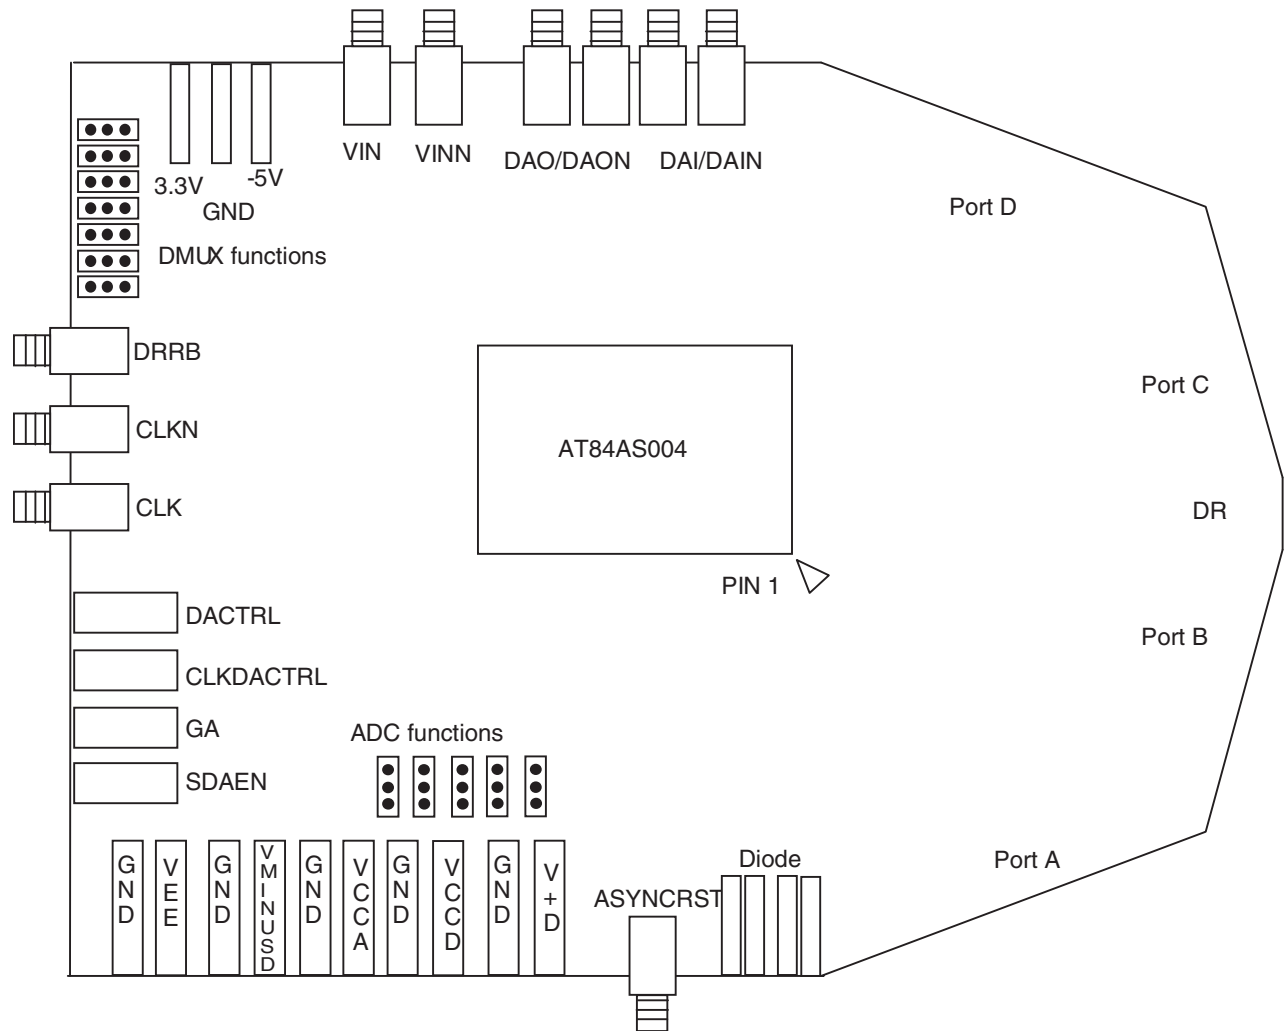 VIN
VINN
DAO/DAON
DAI/DAIN
3.3V
-5V
GND
Port D
DMUX functions
DRRB
Port C
CLKN
AT84AS004
CLK
DR
PIN 1
DACTRL
Port B
CLKDACTRL
GA
ADC functions
SDAEN
GND
VEE
GND
VMINUSD
GND
VCCA
GND
VCCD
GND
V+D
ASYNCRST
Diode
Port A